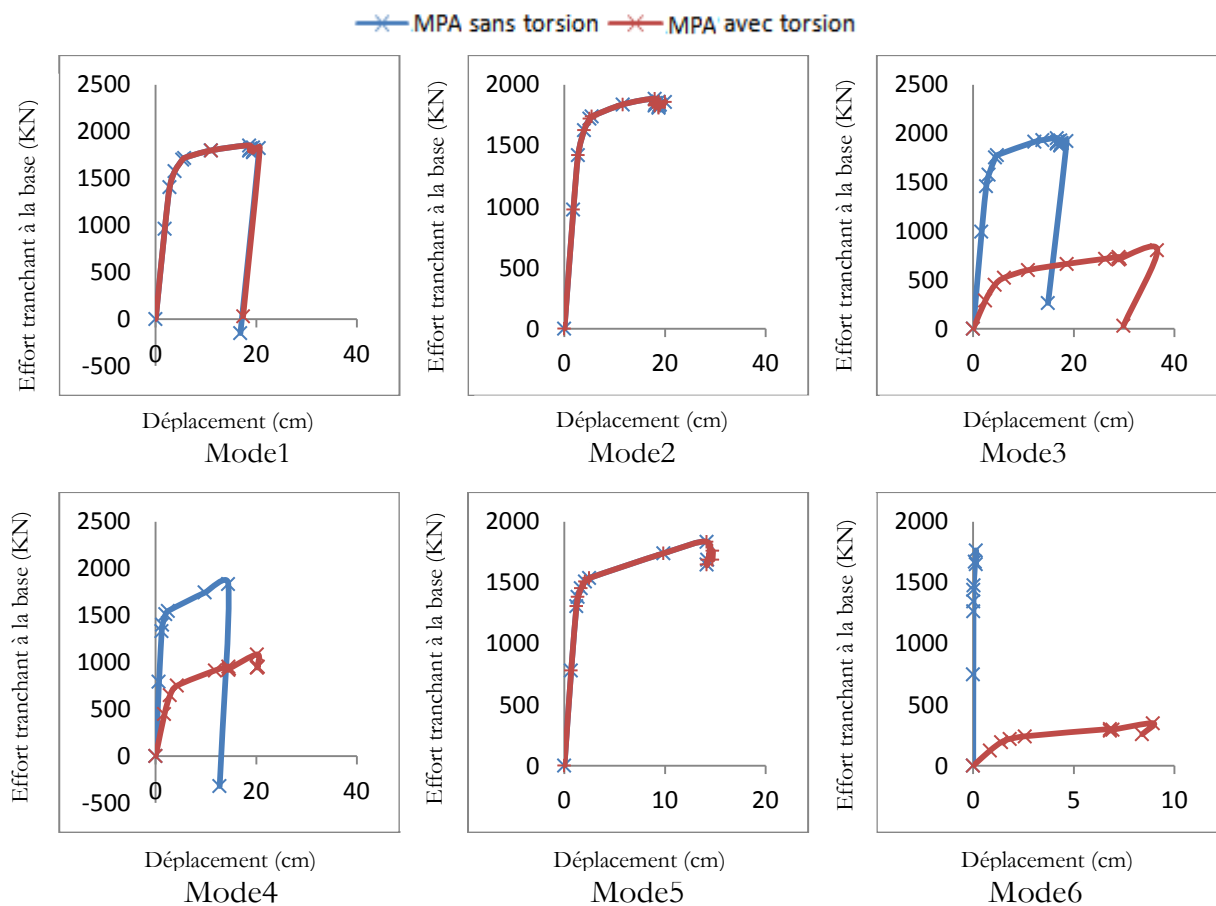 MPA sans torsion MPA avec torsion
Effort tranchant à la base (KN)
2500
2000
1500
1000
500
0
-500
0 20 40
Déplacement (cm)
Mode1
Effort tranchant à la base (KN)
2000
1500
1000
500
0
0 20 40
Déplacement (cm)
Mode2
Effort tranchant à la base (KN)
2500
2000
1500
1000
500
0
0 20 40
Déplacement (cm)
Mode3
Effort tranchant à la base (KN)
2500
2000
1500
1000
500
0
-500
0 20 40
Déplacement (cm)
Mode4
Effort tranchant à la base (KN)
2000
1500
1000
500
0
0 10 20
Déplacement (cm)
Mode5
Effort tranchant à la base (KN)
2000
1500
1000
500
0
0 5 10
Déplacement (cm)
Mode6